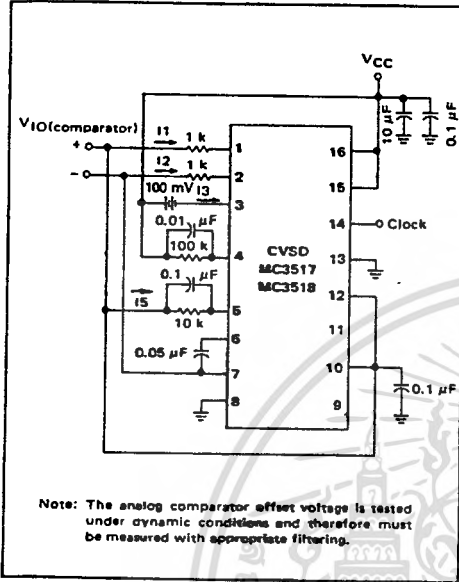 VCC
VIO(comparator)
+
I1
1 k
1
10 μF
0.1 μF
16
I2
1 k
2
-
100 mV
I3
3
15
0.01 μF
14
Clock
100 k
4
CVSD
MC3517
MC3518
13
0.1 μF
12
I5
10 k
5
11
6
0.05 μF
7
10
0.1 μF
8
9
Note: The analog comparator offset voltage is tested
under dynamic conditions and therefore must
be measured with appropriate filtering.